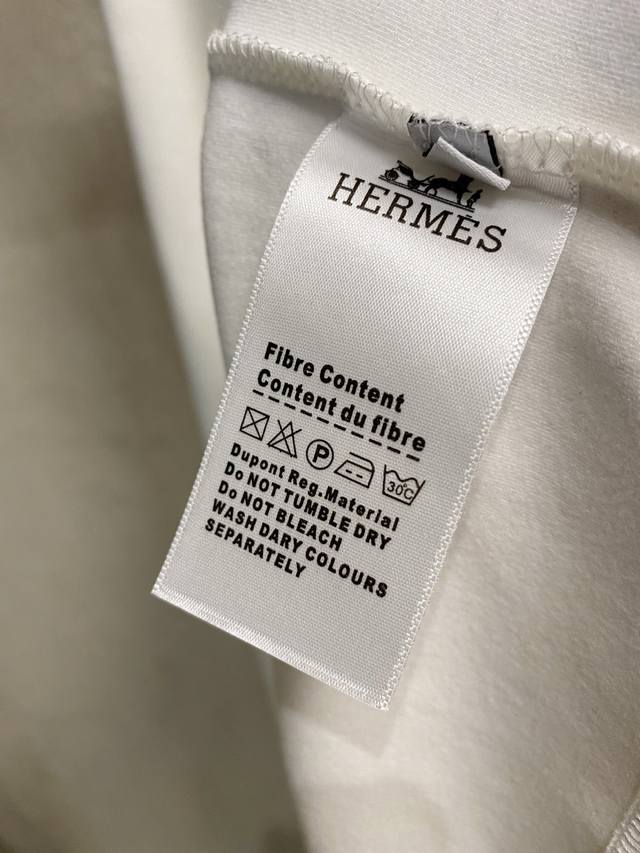 HERMES
Fibre Content
Content du fibre
P 30°C
Dupont Reg.Material
Do NOT TUMBLE DRY
Do NOT BLEACH
WASH DARY COLOURS
SEPARATELY